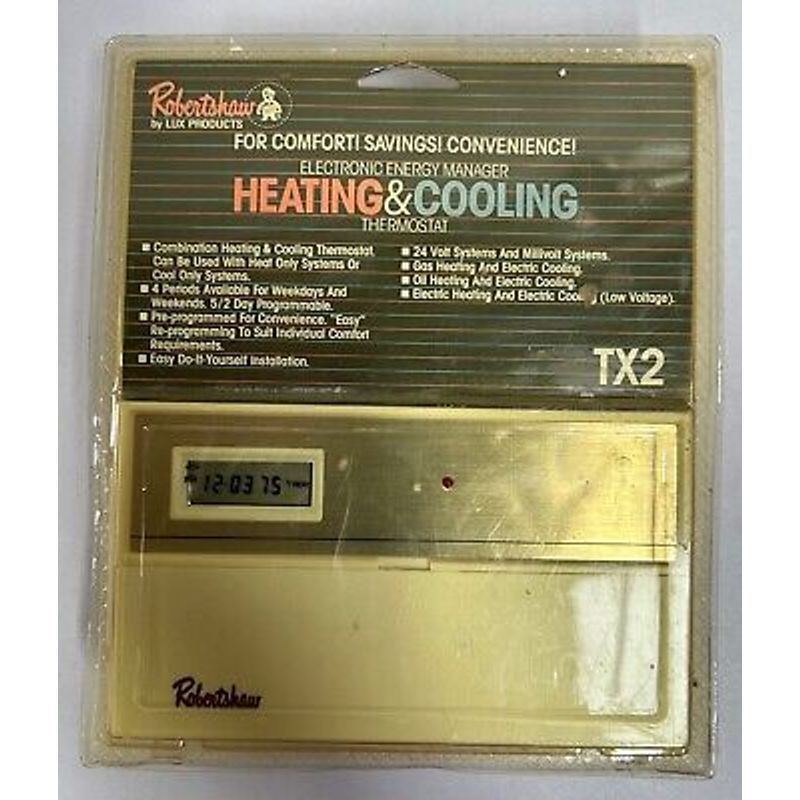 Robertshaw
by LUX PRODUCTS
FOR COMFORT! SAVINGS! CONVENIENCE!
ELECTRONIC ENERGY MANAGER
HEATING&COOLING
THERMOSTAT
Combination Heating & Cooling Thermostat
Can Be Used With Heat Only Systems Or
Cool Only Systems.
4 Periods Available For Weekdays And
Weekends. 5/2 Day Programmable.
Pre-programmed For Convenience. "Easy"
Re-programming To Suit Individual Comfort
Requirements.
Easy Do-It-Yourself Installation.
24 Volt Systems And Millivolt Systems.
Gas Heating And Electric Cooling.
Oil Heating And Electric Cooling.
Electric Heating And Electric (Low Voltage).
TX2
12:03 75
Robertshaw